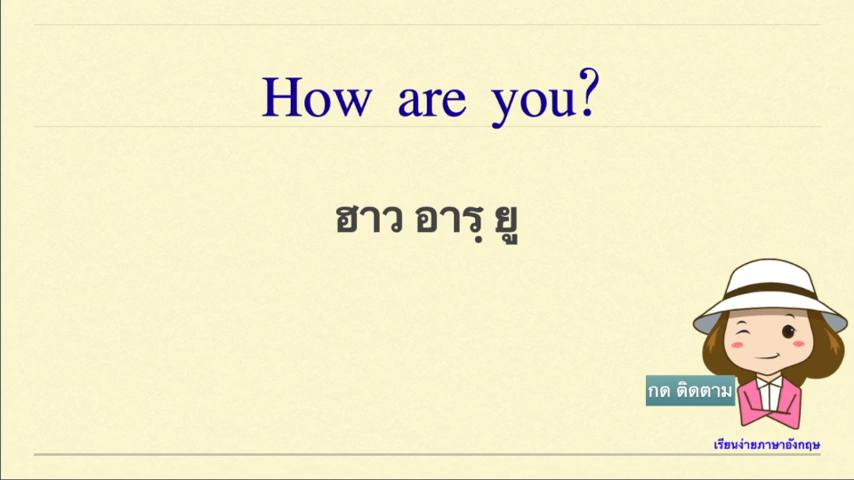 How are you?
ฮาว อารฺ ยู
กด ติดตาม
เรียนง่ายภาษาอังกฤษ